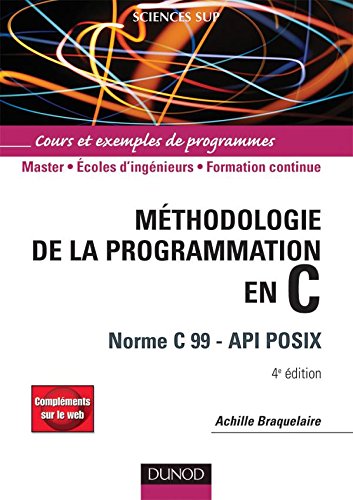 SCIENCES SUP
Cours et exemples de programmes
Master • Écoles d'ingénieurs • Formation continue
MÉTHODOLOGIE
DE LA PROGRAMMATION
EN C
Norme C 99 - API POSIX
4e édition
Compléments
sur le web
Achille Braquelaire
DUNOD